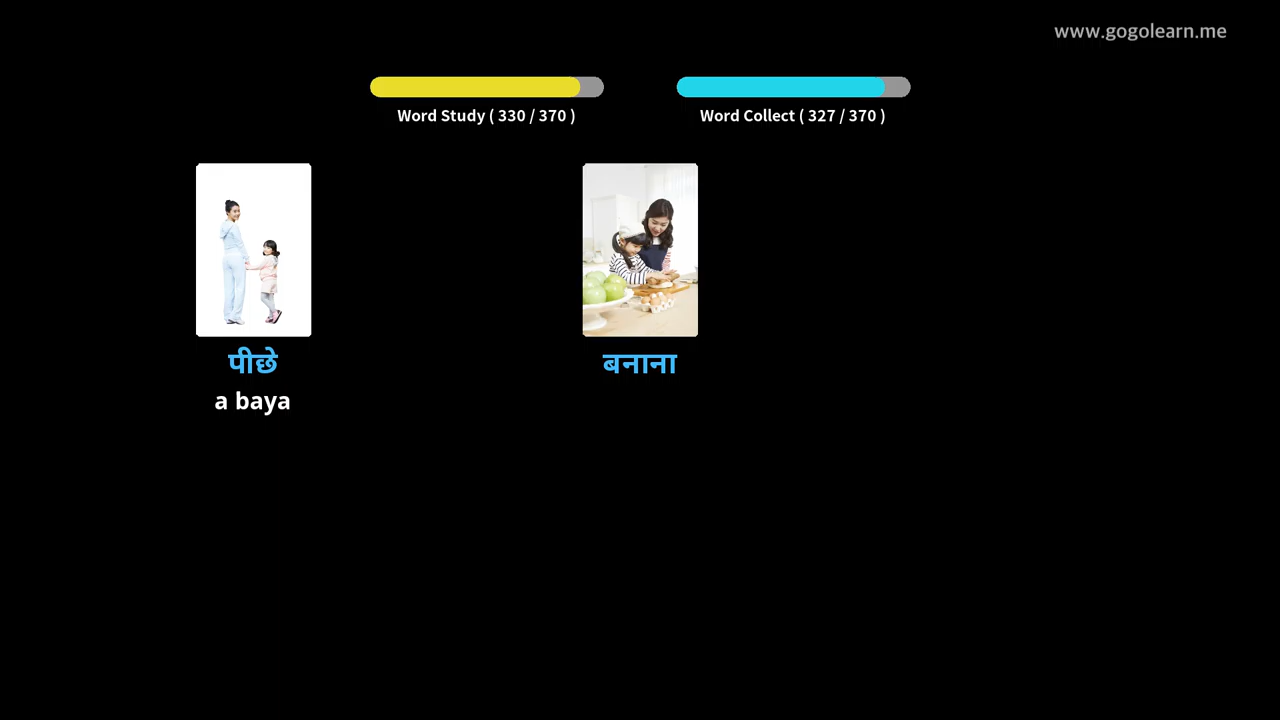 www.gogolearn.me
Word Study ( 330 / 370 )
Word Collect ( 327 / 370 )
पीछे
a baya
बनाना